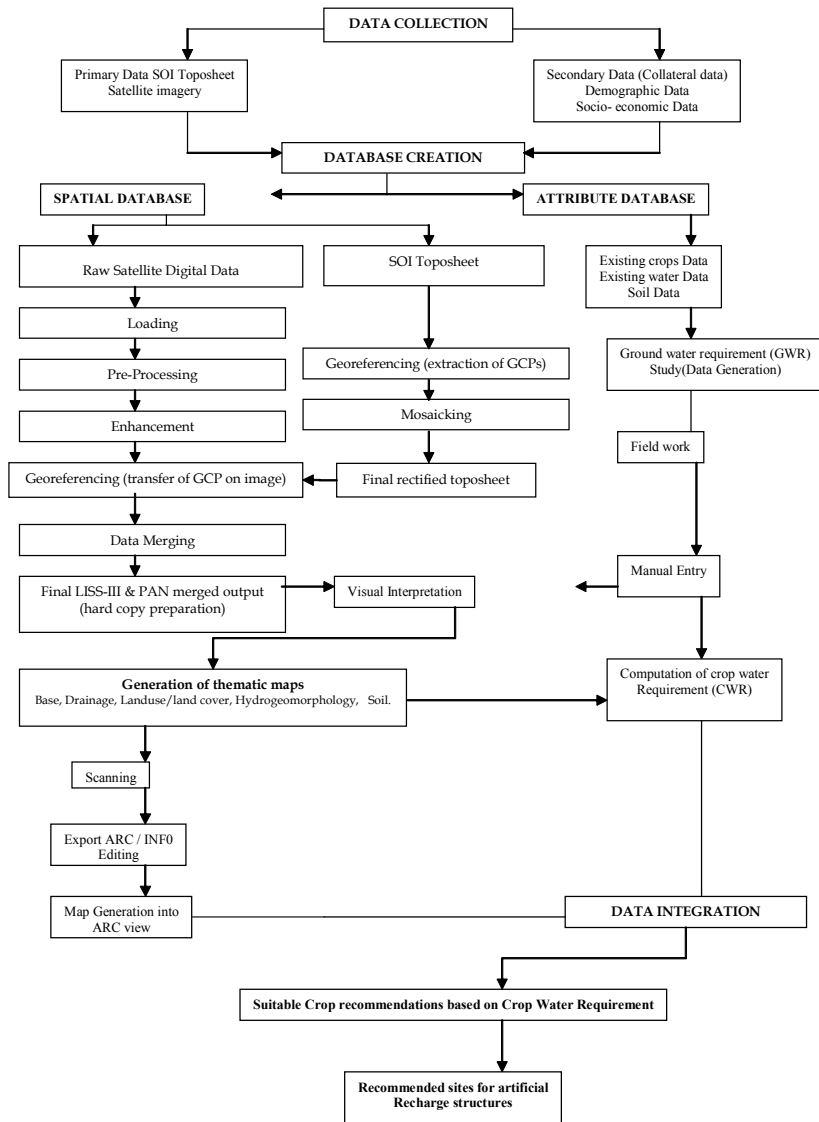 DATA COLLECTION
Primary Data SOI Toposheet
Satellite imagery
Secondary Data (Collateral data)
Demographic Data
Socio- economic Data
DATABASE CREATION
SPATIAL DATABASE
ATTRIBUTE DATABASE
Raw Satellite Digital Data
SOI Toposheet
Existing crops Data
Existing water Data
Soil Data
Loading
Georeferencing (extraction of GCPs)
Ground water requirement (GWR)
Study(Data Generation)
Pre-Processing
Mosaicking
Enhancement
Field work
Georeferencing (transfer of GCP on image)
Final rectified toposheet
Data Merging
Final LISS-III & PAN merged output
(hard copy preparation)
Visual Interpretation
Manual Entry
Generation of thematic maps
Base, Drainage, Landuse/land cover, Hydrogeomorphology, Soil.
Computation of crop water
Requirement (CWR)
Scanning
Export ARC / INF0
Editing
Map Generation into
ARC view
DATA INTEGRATION
Suitable Crop recommendations based on Crop Water Requirement
Recommended sites for artificial
Recharge structures